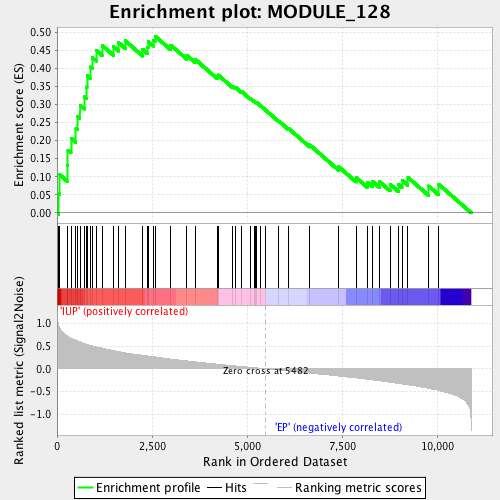 Enrichment plot: MODULE_128
Enrichment score (ES)
0.50
0.45
0.40
0.35
0.30
0.25
0.20
0.15
0.10
0.05
0.00
'IUP' (positively correlated)
Ranked list metric (Signal2Noise)
1.0
0.5
0.0
-0.5
-1.0
Zero cross at 5482
'EP' (negatively correlated)
0
2,500
5,000
7,500
10,000
Rank in Ordered Dataset
Enrichment profile
Hits
Ranking metric scores